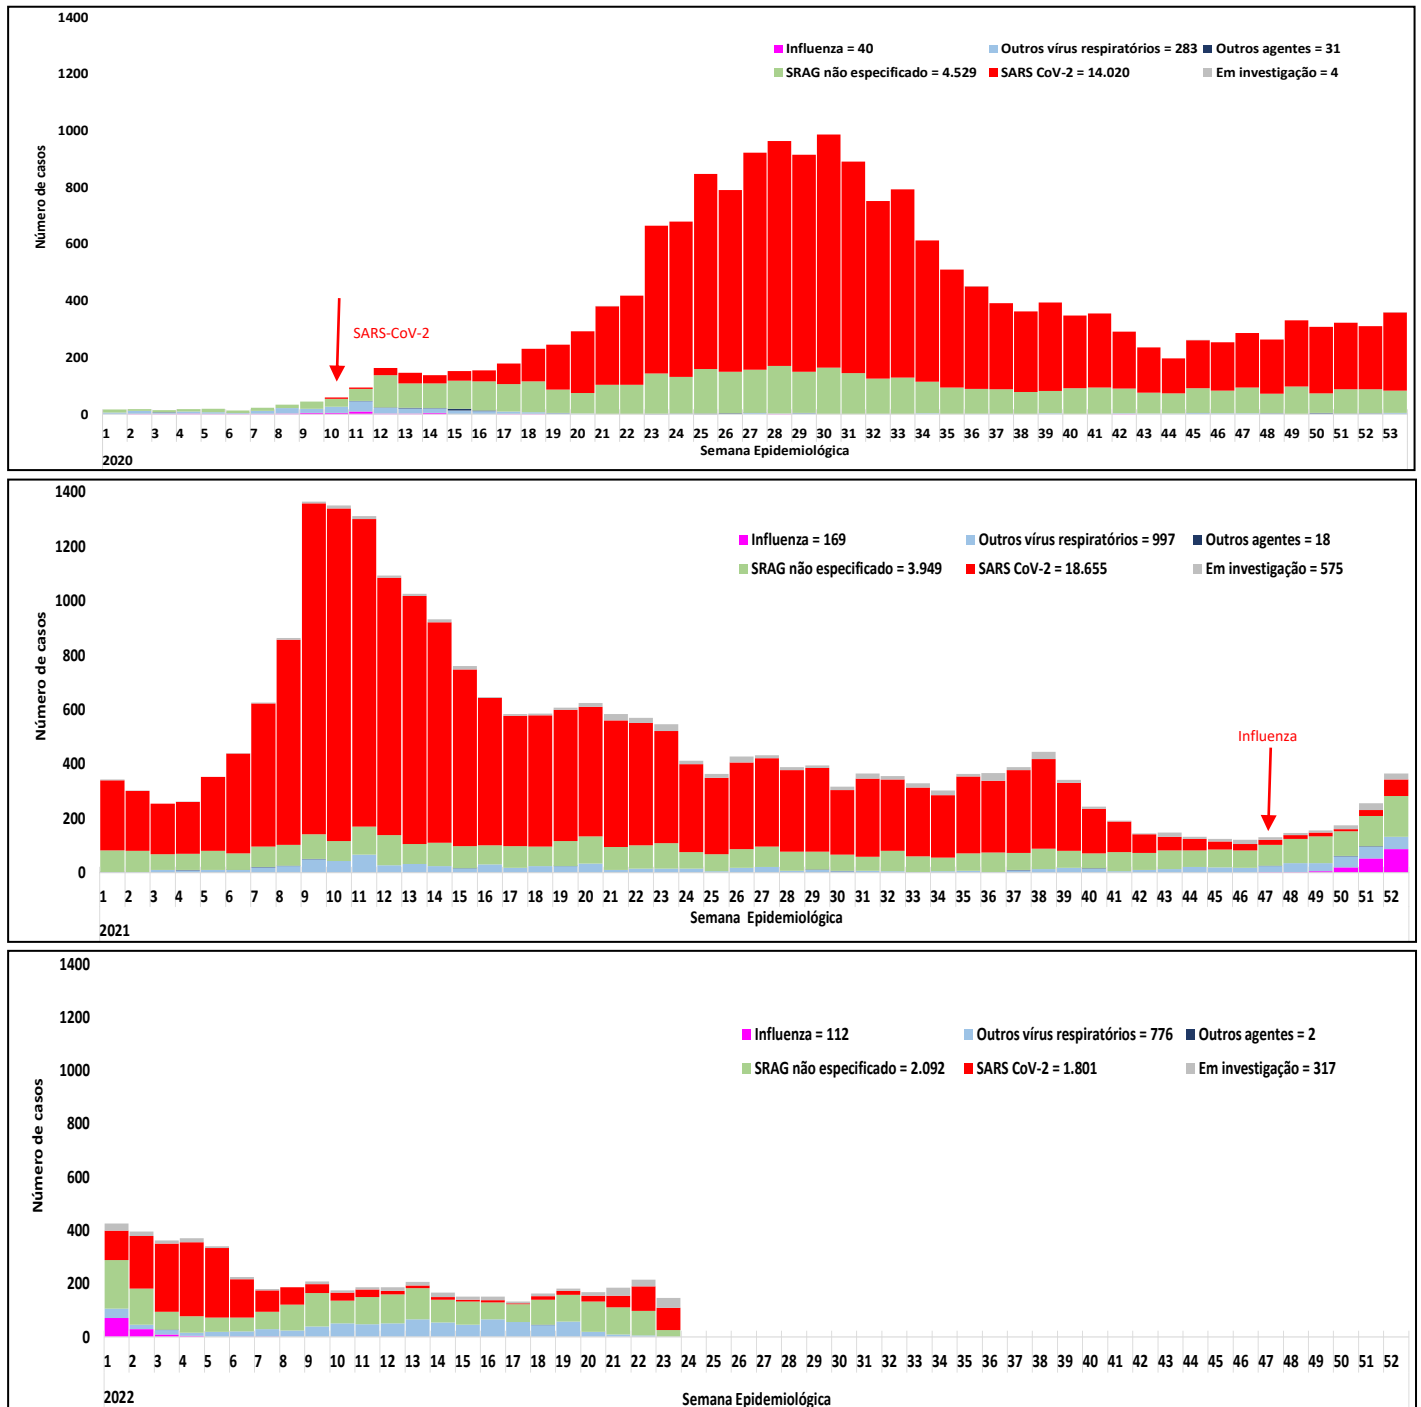 1400
1200
1000
800
600
400
200
0
Número de casos
Influenza = 40 Outros vírus respiratórios = 283 Outros agentes = 31
SRAG não especificado = 4.529 SARS CoV-2 = 14.020 Em investigação = 4
SARS-CoV-2
1 2 3 4 5 6 7 8 9 10 11 12 13 14 15 16 17 18 19 20 21 22 23 24 25 26 27 28 29 30 31 32 33 34 35 36 37 38 39 40 41 42 43 44 45 46 47 48 49 50 51 52 53
2020
Semana Epidemiológica
1400
1200
1000
800
600
400
200
0
Número de casos
Influenza = 169 Outros vírus respiratórios = 997 Outros agentes = 18
SRAG não especificado = 3.949 SARS CoV-2 = 18.655 Em investigação = 575
Influenza
1 2 3 4 5 6 7 8 9 10 11 12 13 14 15 16 17 18 19 20 21 22 23 24 25 26 27 28 29 30 31 32 33 34 35 36 37 38 39 40 41 42 43 44 45 46 47 48 49 50 51 52
2021
Semana Epidemiológica
1400
1200
1000
800
600
400
200
0
Número de casos
Influenza = 112 Outros vírus respiratórios = 776 Outros agentes = 2
SRAG não especificado = 2.092 SARS CoV-2 = 1.801 Em investigação = 317
1 2 3 4 5 6 7 8 9 10 11 12 13 14 15 16 17 18 19 20 21 22 23 24 25 26 27 28 29 30 31 32 33 34 35 36 37 38 39 40 41 42 43 44 45 46 47 48 49 50 51 52
2022
Semana Epidemiológica